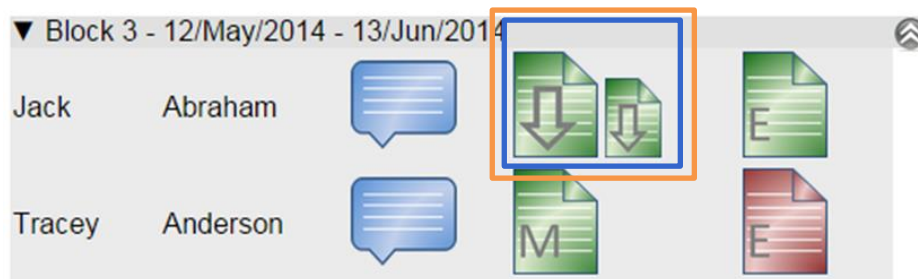 ▼ Block 3 - 12/May/2014 - 13/Jun/2014
Jack Abraham E
Tracey Anderson M E